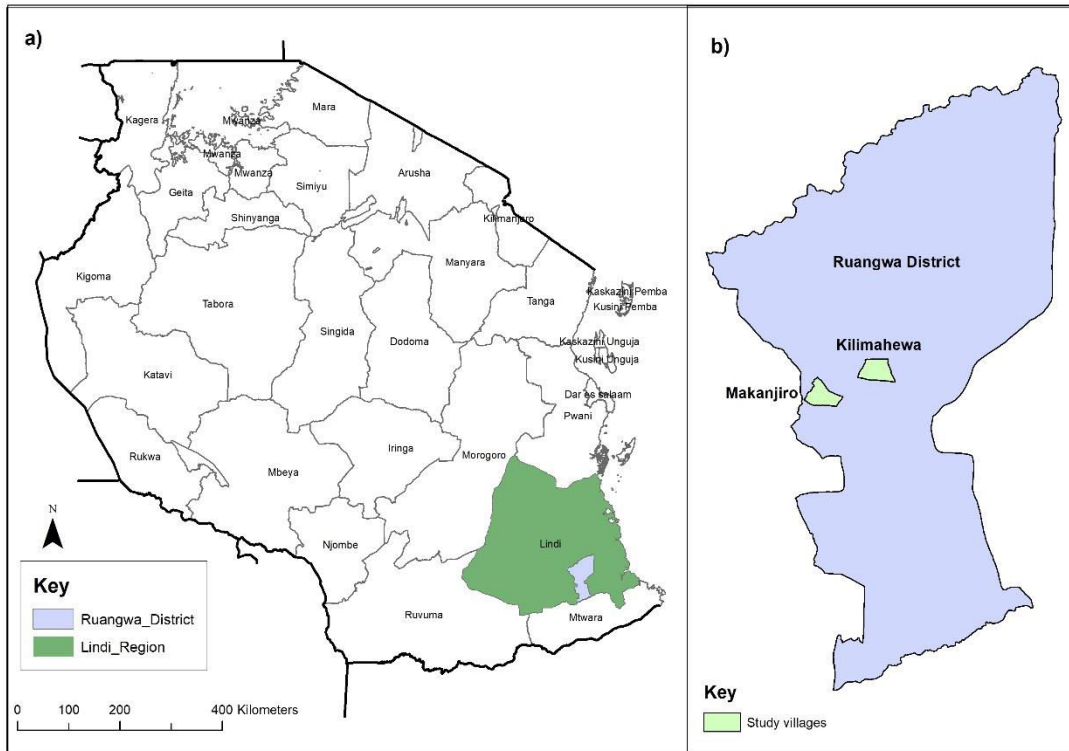 a)
Mara
Kagera
Mwanza
Mwanza
Mwanza
Arusha
Simiyu
Geita
Shinyanga
Kilimanjaro
Manyara
Kigoma
Tabora
Tanga
Kaskazini Pemba
Kusini Pemba
Singida
Dodoma
Kaskazini Unguja
Kusini Unguja
Katavi
Dar es salaam
Pwani
Iringa
Morogoro
Rukwa
Mbeya
N
Njombe
Lindi
Ruvuma
Mtwara
Key
Ruangwa_District
Lindi_Region
0 100 200 400 Kilometers
b)
Ruangwa District
Kilimahewa
Makanjiro
Key
Study villages